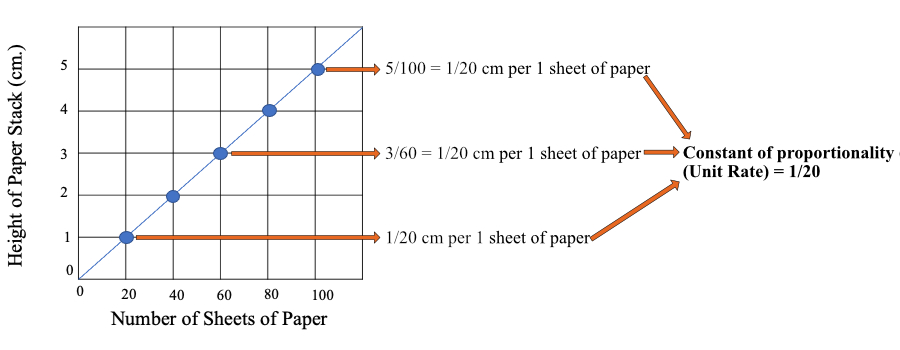 Height of Paper Stack (cm.)
5
4
3
2
1
0
0 20 40 60 80 100
Number of Sheets of Paper
5/100 = 1/20 cm per 1 sheet of paper
3/60 = 1/20 cm per 1 sheet of paper
1/20 cm per 1 sheet of paper
Constant of proportionality
(Unit Rate) = 1/20